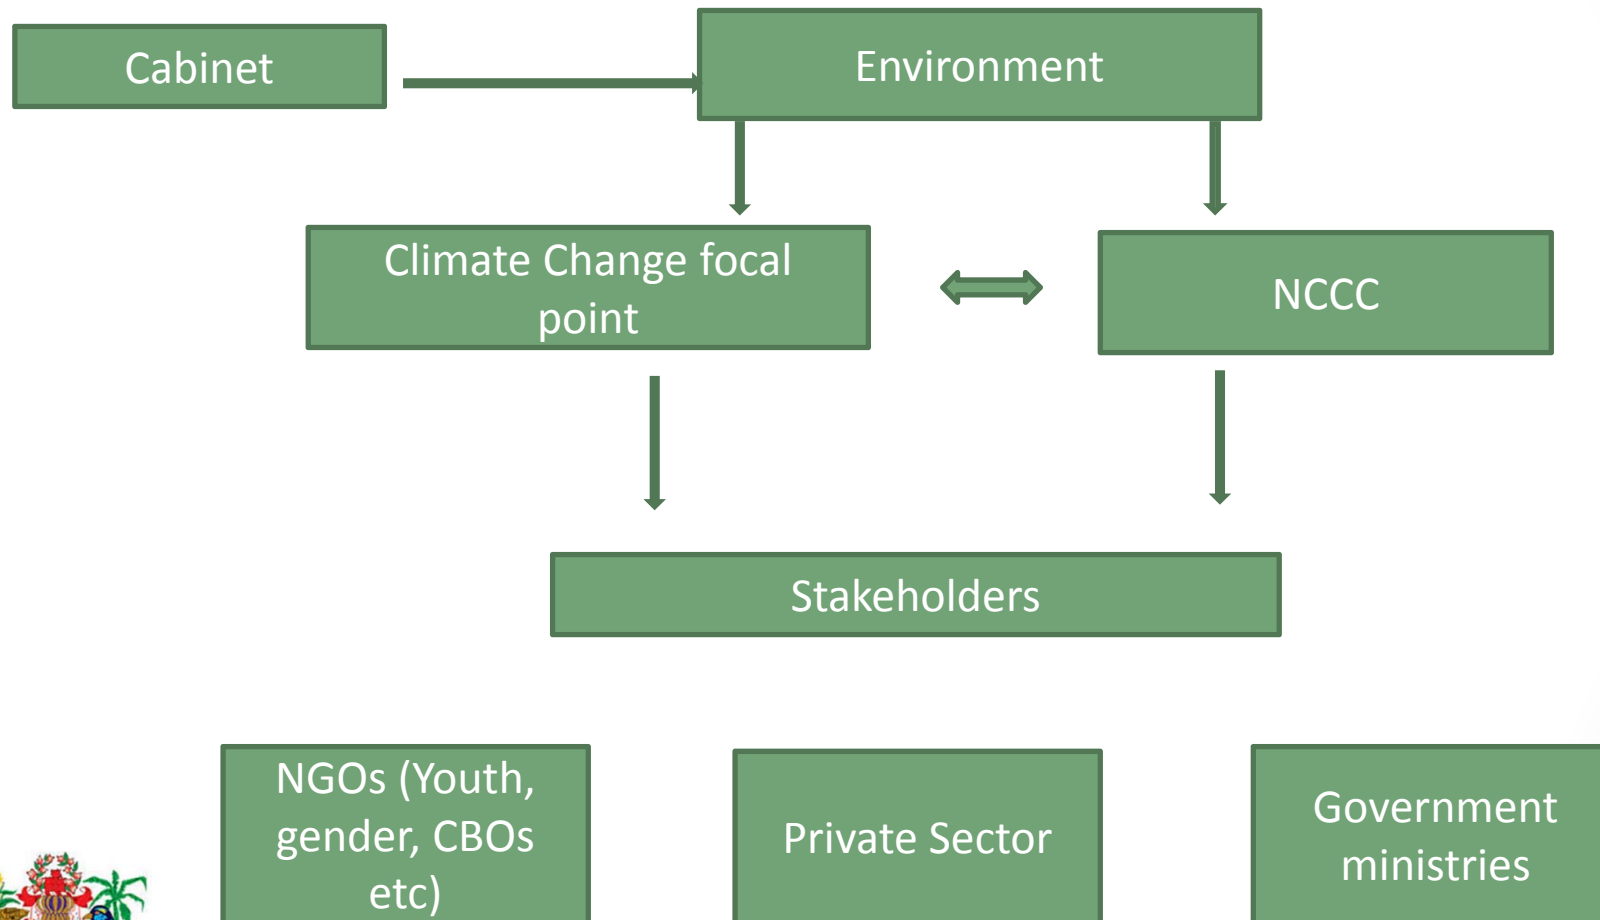 Cabinet
Environment
Climate Change focal
point
NCCC
Stakeholders
NGOs (Youth,
gender, CBOs
etc)
Private Sector
Government
ministries